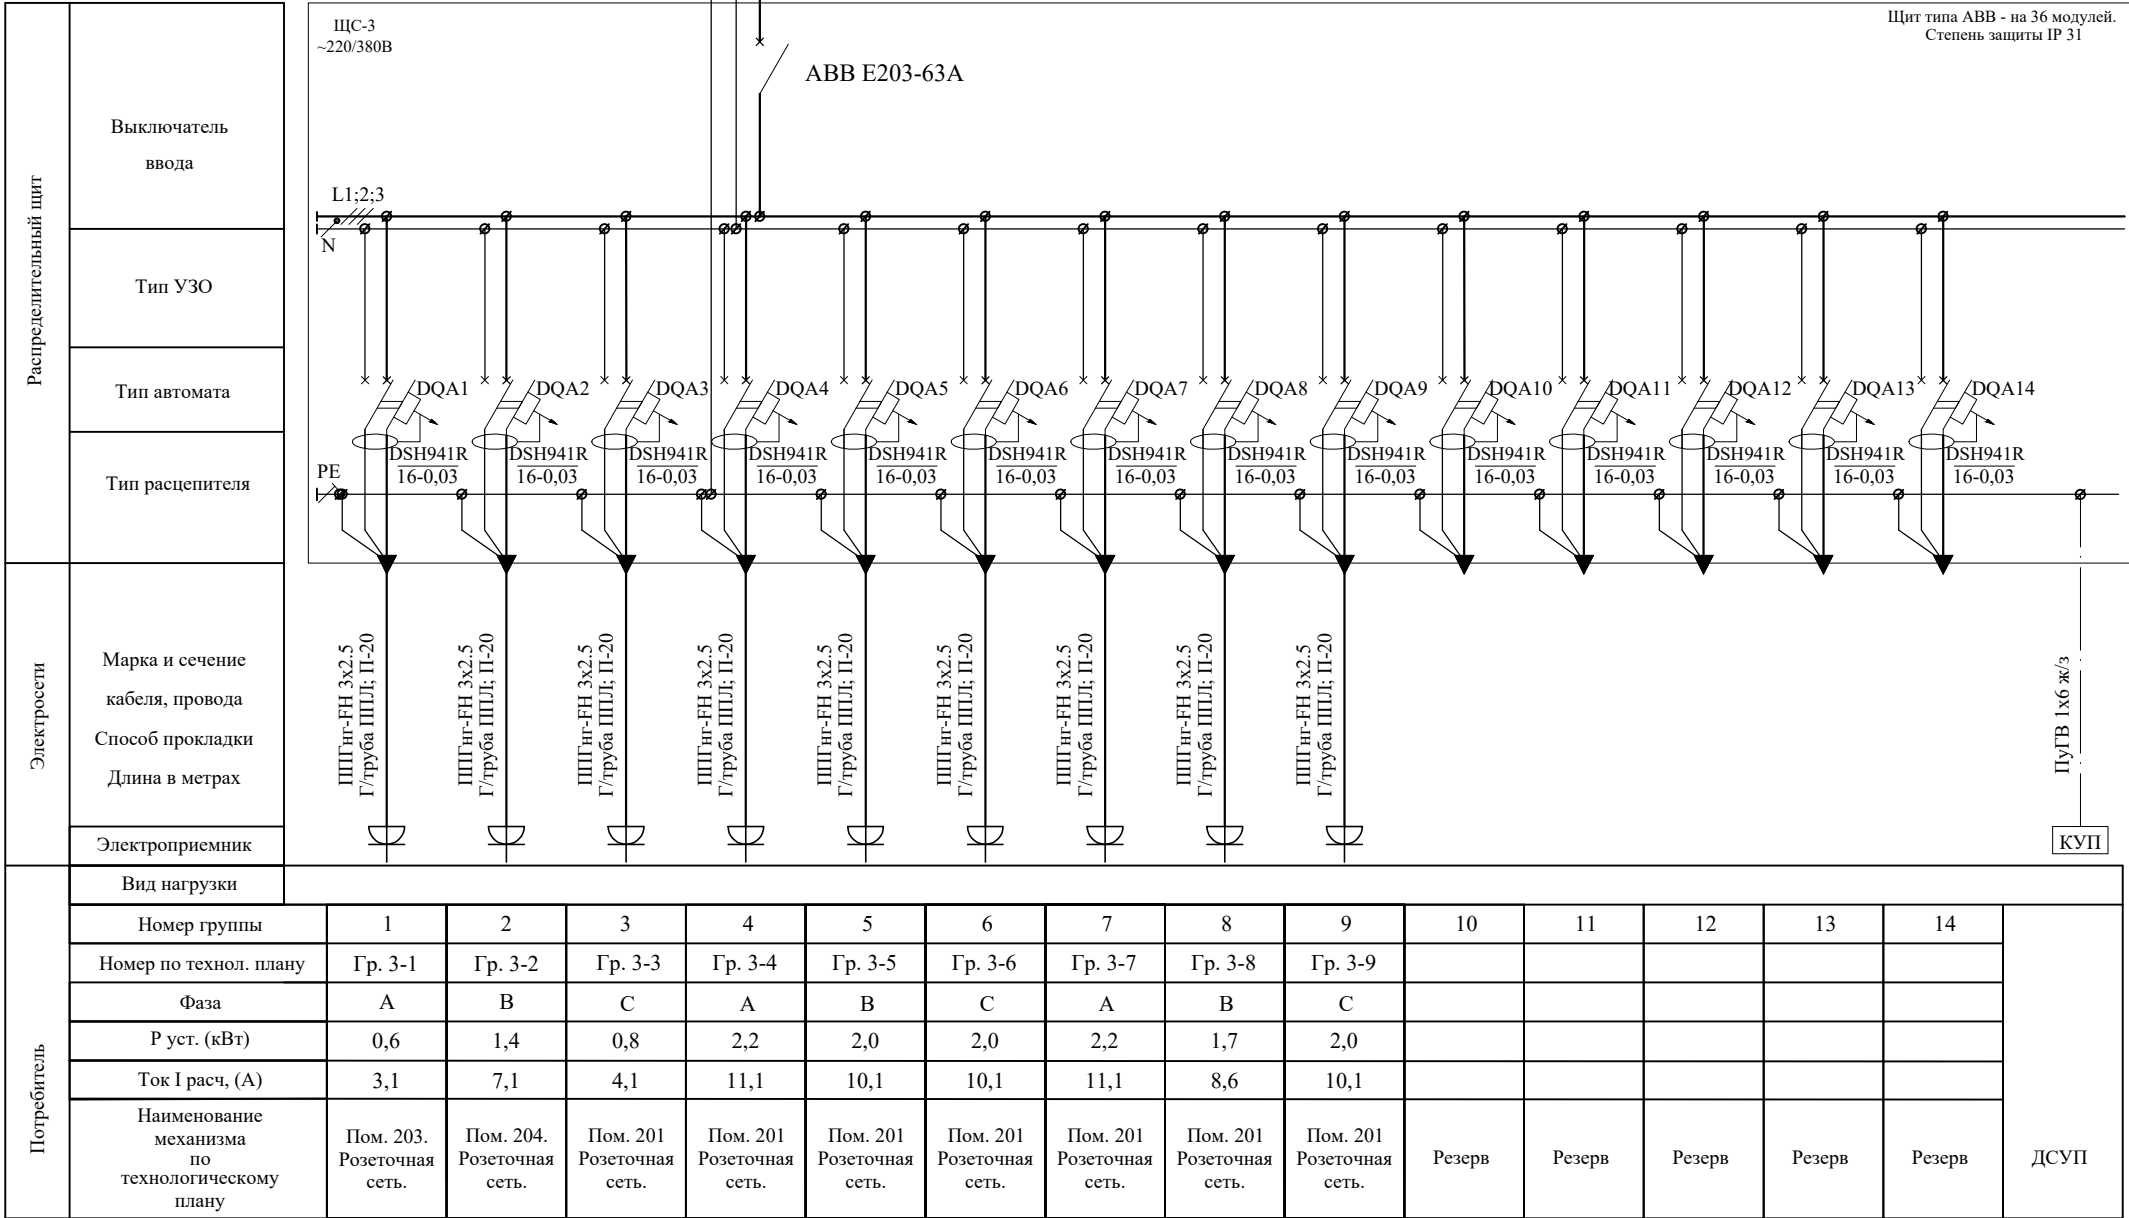 ЩС-3
~220/380В
Щит типа АВВ - на 36 модулей.
Степень защиты IP 31
ABB E203-63A
Распределительный щит
Выключатель
ввода
L1;2;3
N
Тип УЗО
Тип автомата
DQA1 DQA2 DQA3 DQA4 DQA5 DQA6 DQA7 DQA8 DQA9 DQA10 DQA11 DQA12 DQA13 DQA14
Тип расцепителя
DSH941R DSH941R DSH941R DSH941R DSH941R DSH941R DSH941R DSH941R DSH941R DSH941R DSH941R DSH941R DSH941R DSH941R
16-0,03 16-0,03 16-0,03 16-0,03 16-0,03 16-0,03 16-0,03 16-0,03 16-0,03 16-0,03 16-0,03 16-0,03 16-0,03 16-0,03
PE
Электросети
Марка и сечение
кабеля, провода
Способ прокладки
Длина в метрах
ППГнг-FH 3x2.5
Г/труба ППЛ; П-20
ППГнг-FH 3x2.5
Г/труба ППЛ; П-20
ППГнг-FH 3x2.5
Г/труба ППЛ; П-20
ППГнг-FH 3x2.5
Г/труба ППЛ; П-20
ППГнг-FH 3x2.5
Г/труба ППЛ; П-20
ППГнг-FH 3x2.5
Г/труба ППЛ; П-20
ППГнг-FH 3x2.5
Г/труба ППЛ; П-20
ППГнг-FH 3x2.5
Г/труба ППЛ; П-20
ППГнг-FH 3x2.5
Г/труба ППЛ; П-20
ПуГВ 1х6 ж/з
Электроприемник
КУП
Потребитель
Вид нагрузки
Номер группы 1 2 3 4 5 6 7 8 9 10 11 12 13 14
Номер по технол. плану Гр. 3-1 Гр. 3-2 Гр. 3-3 Гр. 3-4 Гр. 3-5 Гр. 3-6 Гр. 3-7 Гр. 3-8 Гр. 3-9
Фаза А В С А В С А В С
Р уст. (кВт) 0,6 1,4 0,8 2,2 2,0 2,0 2,2 1,7 2,0
Ток I расч, (А) 3,1 7,1 4,1 11,1 10,1 10,1 11,1 8,6 10,1
Наименование
механизма
по
технологическому
плану
Пом. 203. Пом. 204. Пом. 201 Пом. 201 Пом. 201 Пом. 201 Пом. 201 Пом. 201 Пом. 201
Розеточная Розеточная Розеточная Розеточная Розеточная Розеточная Розеточная Розеточная Розеточная Резерв Резерв Резерв Резерв Резерв ДСУП
сеть. сеть. сеть. сеть. сеть. сеть. сеть. сеть. сеть.